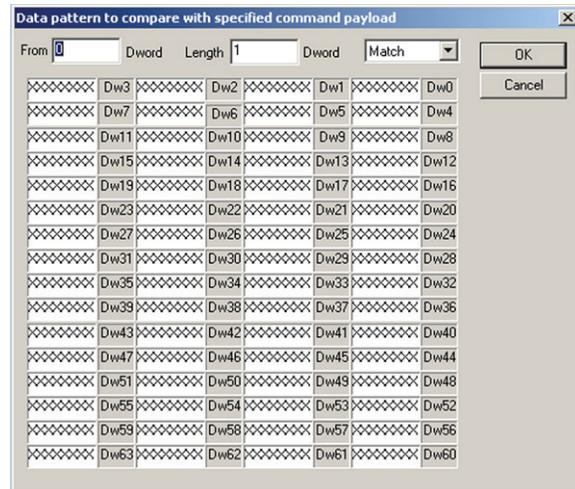 Data pattern to compare with specified command payload
From 0 Dword Length 1 Dword Match OK
Cancel
XXXXXXXX Dw3 XXXXXXXX Dw2 XXXXXXXX Dw1 XXXXXXXX Dw0
XXXXXXXX Dw7 XXXXXXXX Dw6 XXXXXXXX Dw5 XXXXXXXX Dw4
XXXXXXXX Dw11 XXXXXXXX Dw10 XXXXXXXX Dw9 XXXXXXXX Dw8
XXXXXXXX Dw15 XXXXXXXX Dw14 XXXXXXXX Dw13 XXXXXXXX Dw12
XXXXXXXX Dw19 XXXXXXXX Dw18 XXXXXXXX Dw17 XXXXXXXX Dw16
XXXXXXXX Dw23 XXXXXXXX Dw22 XXXXXXXX Dw21 XXXXXXXX Dw20
XXXXXXXX Dw27 XXXXXXXX Dw26 XXXXXXXX Dw25 XXXXXXXX Dw24
XXXXXXXX Dw31 XXXXXXXX Dw30 XXXXXXXX Dw29 XXXXXXXX Dw28
XXXXXXXX Dw35 XXXXXXXX Dw34 XXXXXXXX Dw33 XXXXXXXX Dw32
XXXXXXXX Dw39 XXXXXXXX Dw38 XXXXXXXX Dw37 XXXXXXXX Dw36
XXXXXXXX Dw43 XXXXXXXX Dw42 XXXXXXXX Dw41 XXXXXXXX Dw40
XXXXXXXX Dw47 XXXXXXXX Dw46 XXXXXXXX Dw45 XXXXXXXX Dw44
XXXXXXXX Dw51 XXXXXXXX Dw50 XXXXXXXX Dw49 XXXXXXXX Dw48
XXXXXXXX Dw55 XXXXXXXX Dw54 XXXXXXXX Dw53 XXXXXXXX Dw52
XXXXXXXX Dw59 XXXXXXXX Dw58 XXXXXXXX Dw57 XXXXXXXX Dw56
XXXXXXXX Dw63 XXXXXXXX Dw62 XXXXXXXX Dw61 XXXXXXXX Dw60